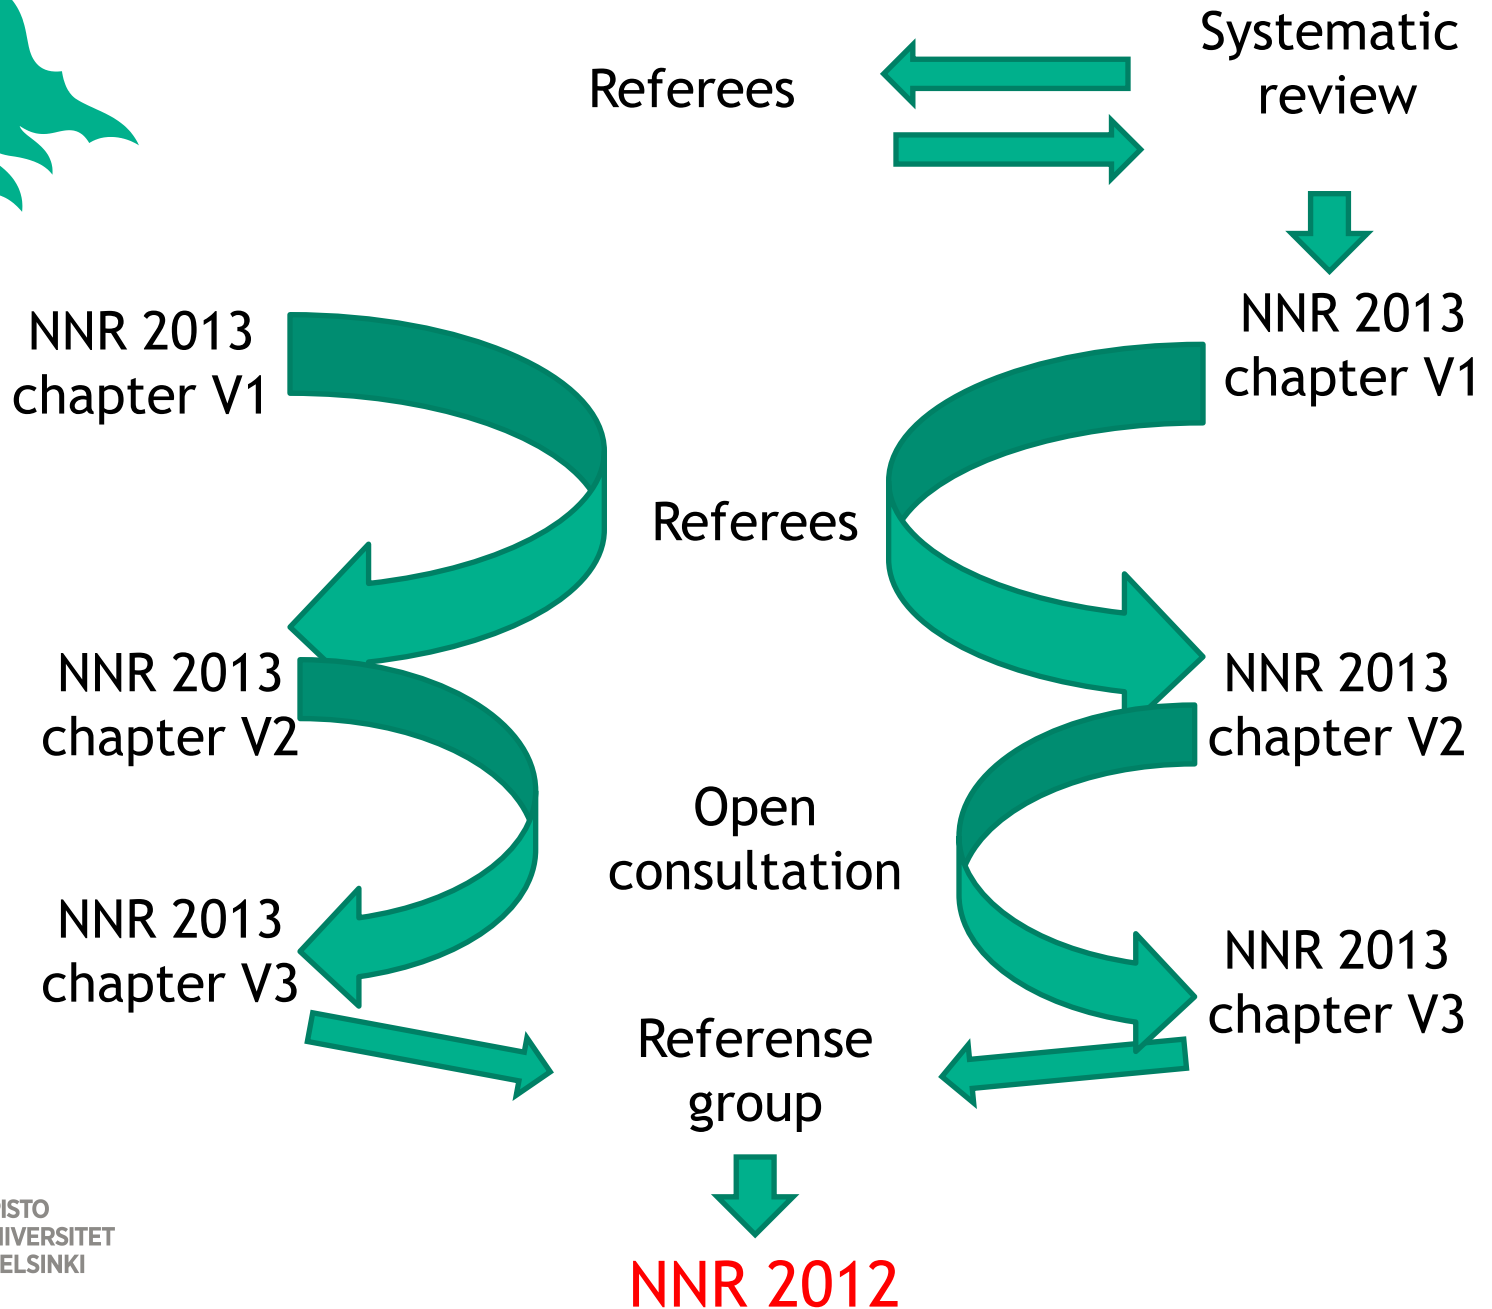 Systematic
review
Referees
NNR 2013
chapter V1
NNR 2013
chapter V1
Referees
NNR 2013
chapter V2
NNR 2013
chapter V2
Open
consultation
NNR 2013
chapter V3
NNR 2013
chapter V3
Referense
group
ISTO
IVERSITET
ELSINKI
NNR 2012